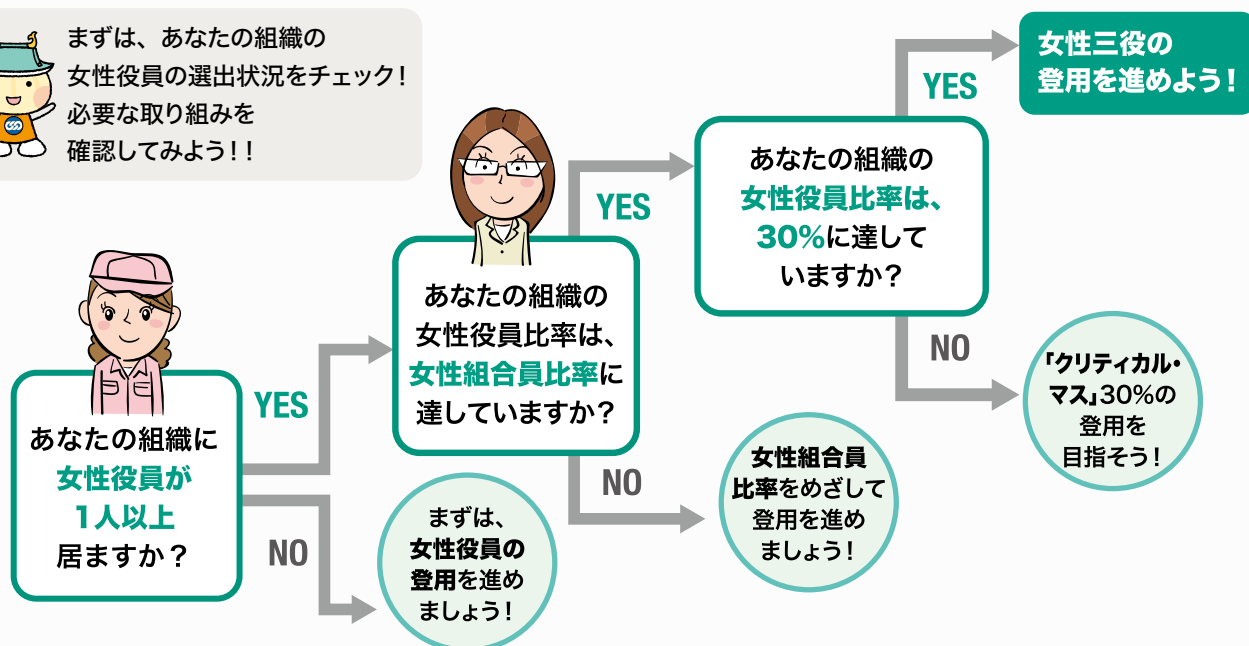 まずは、あなたの組織の
女性役員の選出状況をチェック！
必要な取り組みを
確認してみよう！！
あなたの組織に
女性役員が
1人以上
居ますか？
YES
NO
まずは、
女性役員の
登用を進め
ましょう！
あなたの組織の
女性役員比率は、
女性組合員比率に
達していますか？
YES
NO
女性組合員
比率をめざして
登用を進め
ましょう！
あなたの組織の
女性役員比率は、
30%に達して
いますか？
YES
NO
「クリティカル・
マス」30%の
登用を
目指そう！
女性三役の
登用を進めよう！